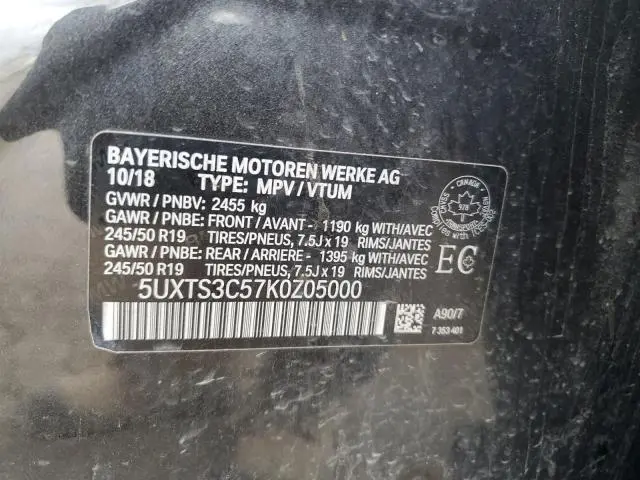 BAYERISCHE MOTOREN WERKE AG
10/18 TYPE: MPV / VTUM
GVWR / PNBV: 2455 kg
GAWR / PNBE: FRONT / AVANT - 1190 kg WITH/AVEC
245/50 R19 TIRES/PNEUS, 7.5J x 19 RIMS/JANTES
GAWR / PNBE: REAR / ARRIERE - 1395 kg WITH/AVEC
245/50 R19 TIRES/PNEUS, 7.5J x 19 RIMS/JANTES
5UXTS3C57K0Z05000
CANADA
928
EC
A90/7
7 353 401